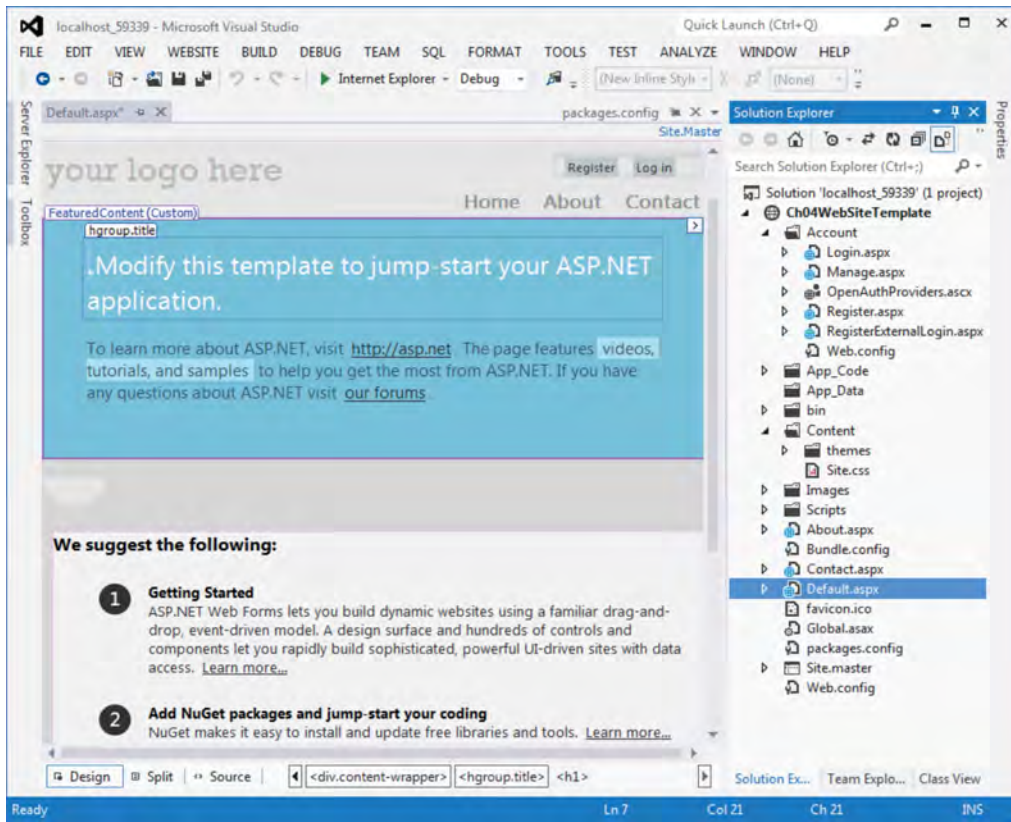 localhost_59339 - Microsoft Visual Studio
Quick Launch (Ctrl+Q)
FILE EDIT VIEW WEBSITE BUILD DEBUG TEAM SQL FORMAT TOOLS TEST ANALYZE WINDOW HELP
Internet Explorer Debug (New Inline Style (None)
Server Explorer
Toolbox
Default.aspx*
packages.config
Site.Master
your logo here
Register Log in
Home About Contact
FeaturedContent (Custom)
hgroup.title
.Modify this template to jump-start your ASP.NET
application.
To learn more about ASP.NET, visit http://asp.net The page features videos,
tutorials, and samples to help you get the most from ASP.NET. If you have
any questions about ASP.NET visit our forums.
We suggest the following:
1
Getting Started
ASP.NET Web Forms lets you build dynamic websites using a familiar drag-and-
drop, event-driven model. A design surface and hundreds of controls and
components let you rapidly build sophisticated, powerful UI-driven sites with data
access. Learn more...
2
Add NuGet packages and jump-start your coding
NuGet makes it easy to install and update free libraries and tools. Learn more...
Design Split Source <div.content-wrapper> <hgroup.title> <h1>
Solution Explorer
Search Solution Explorer (Ctrl+;)
Solution 'localhost_59339' (1 project)
Ch04WebSiteTemplate
Account
Login.aspx
Manage.aspx
OpenAuthProviders.ascx
Register.aspx
RegisterExternalLogin.aspx
Web.config
App_Code
App_Data
bin
Content
themes
Site.css
Images
Scripts
About.aspx
Bundle.config
Contact.aspx
Default.aspx
favicon.ico
Global.asax
packages.config
Site.master
Web.config
Solution Ex... Team Explo... Class View
Properties
Ready Ln 7 Col 21 Ch 21 INS